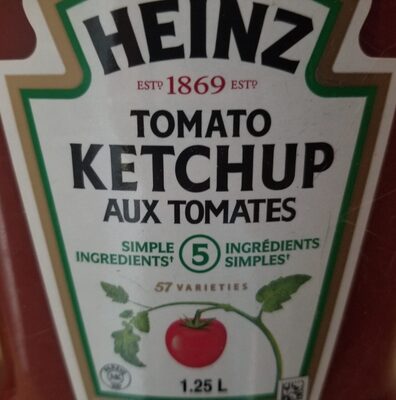 HEINZ
ESTD 1869 ESTD
TOMATO
KETCHUP
AUX TOMATES
SIMPLE INGREDIENTS† 5 INGRÉDIENTS SIMPLES†
57 VARIETIES
1.25 L